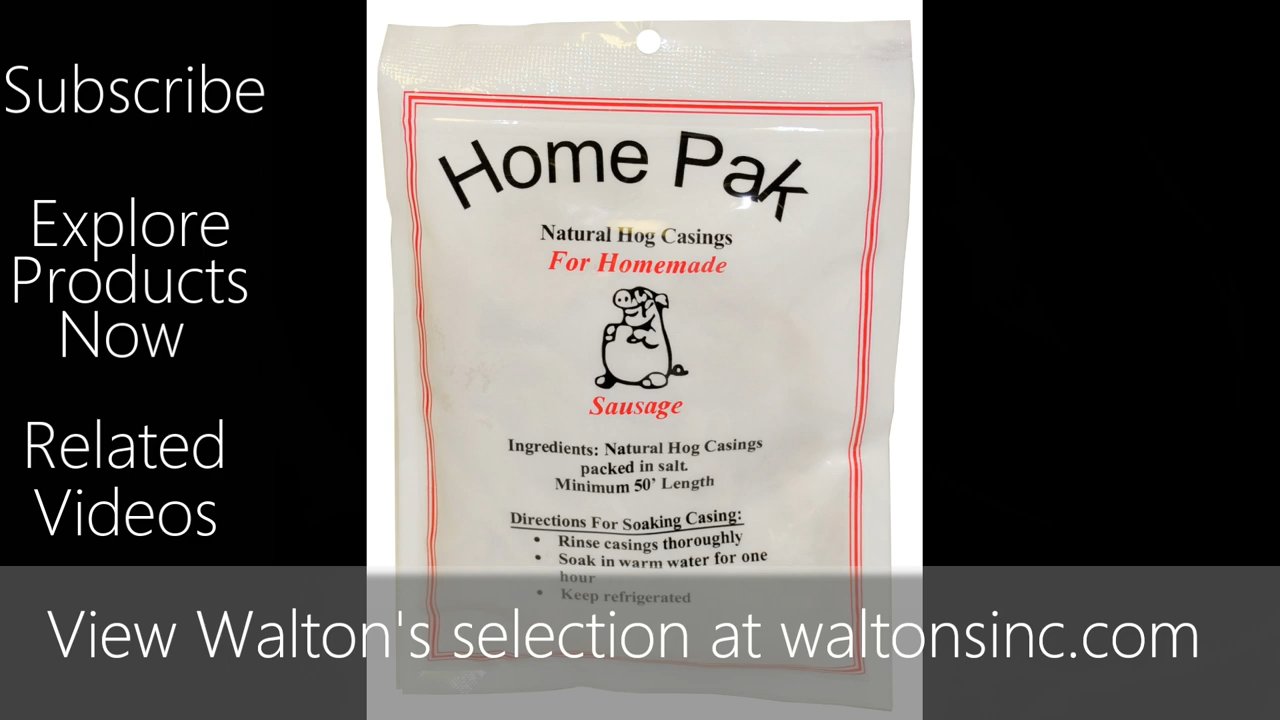 Subscribe
Explore
Products
Now
Related
Videos
Home Pak
Natural Hog Casings
For Homemade
Sausage
Ingredients: Natural Hog Casings
packed in salt.
Minimum 50' Length
Directions For Soaking Casing:
• Rinse casings thoroughly
• Soak in warm water for one
hour
• Keep refrigerated
View Walton's selection at waltonsinc.com